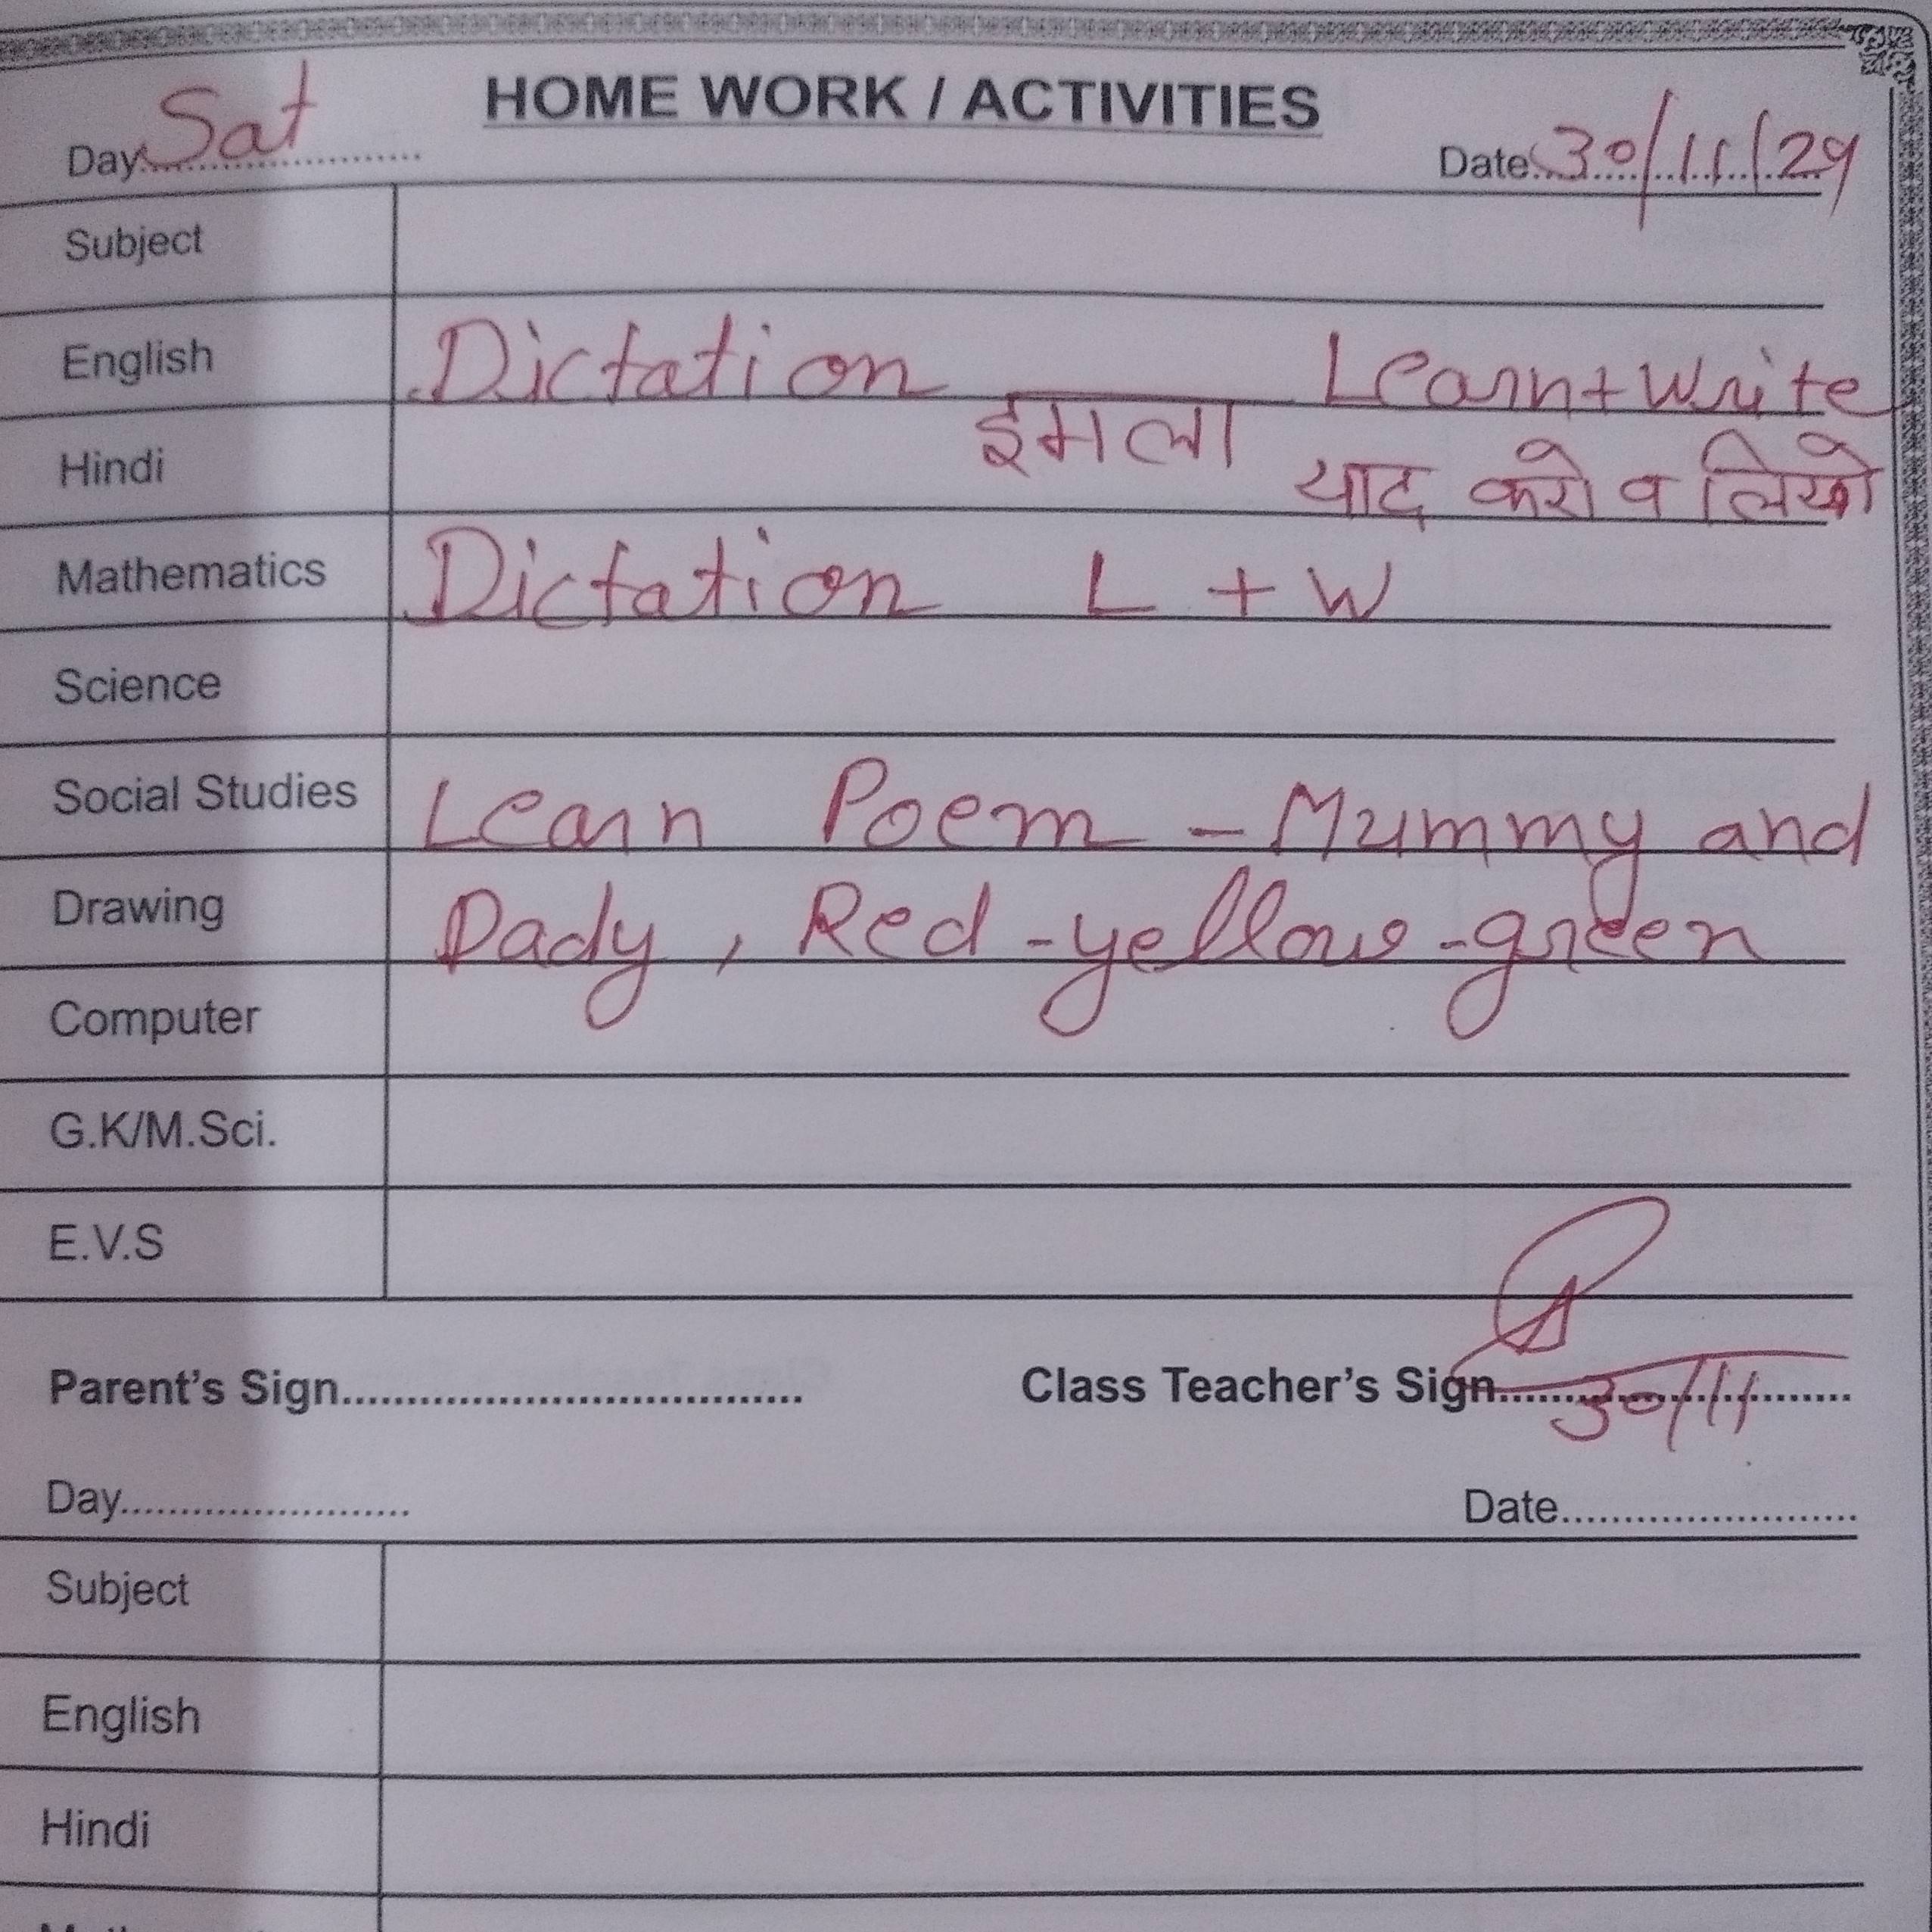 HOME WORK / ACTIVITIES
Day Sat Date 30/11/24
Subject
English Dictation Learn + Write
Hindi इमला याद करो व लिखो
Mathematics Dictation L + W
Science
Social Studies Learn Poem - Mummy and
Drawing Dady, Red - yellow - green
Computer
G.K/M.Sci.
E.V.S
Parent's Sign Class Teacher's Sign
30/11
Day Date
Subject
English
Hindi